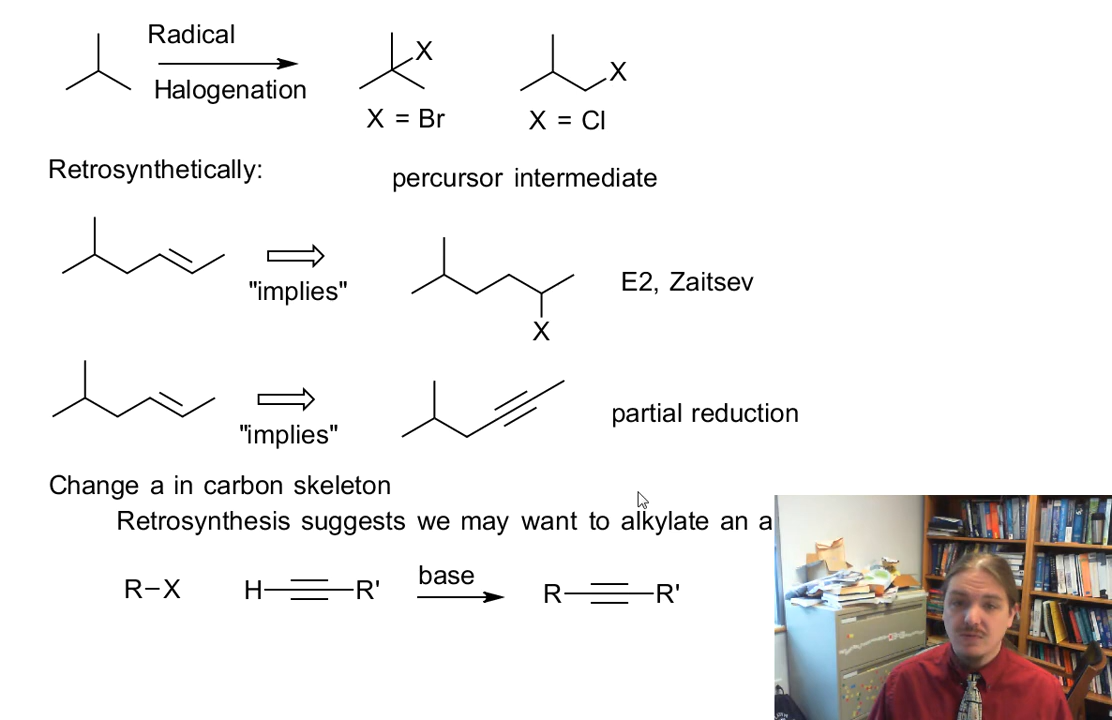 Radical
Halogenation
X
X
X = Br
X = Cl
Retrosynthetically:
percursor intermediate
"implies"
X
E2, Zaitsev
"implies"
partial reduction
Change a in carbon skeleton
Retrosynthesis suggests we may want to alkylate an a
R–X
H R'
base
R R'